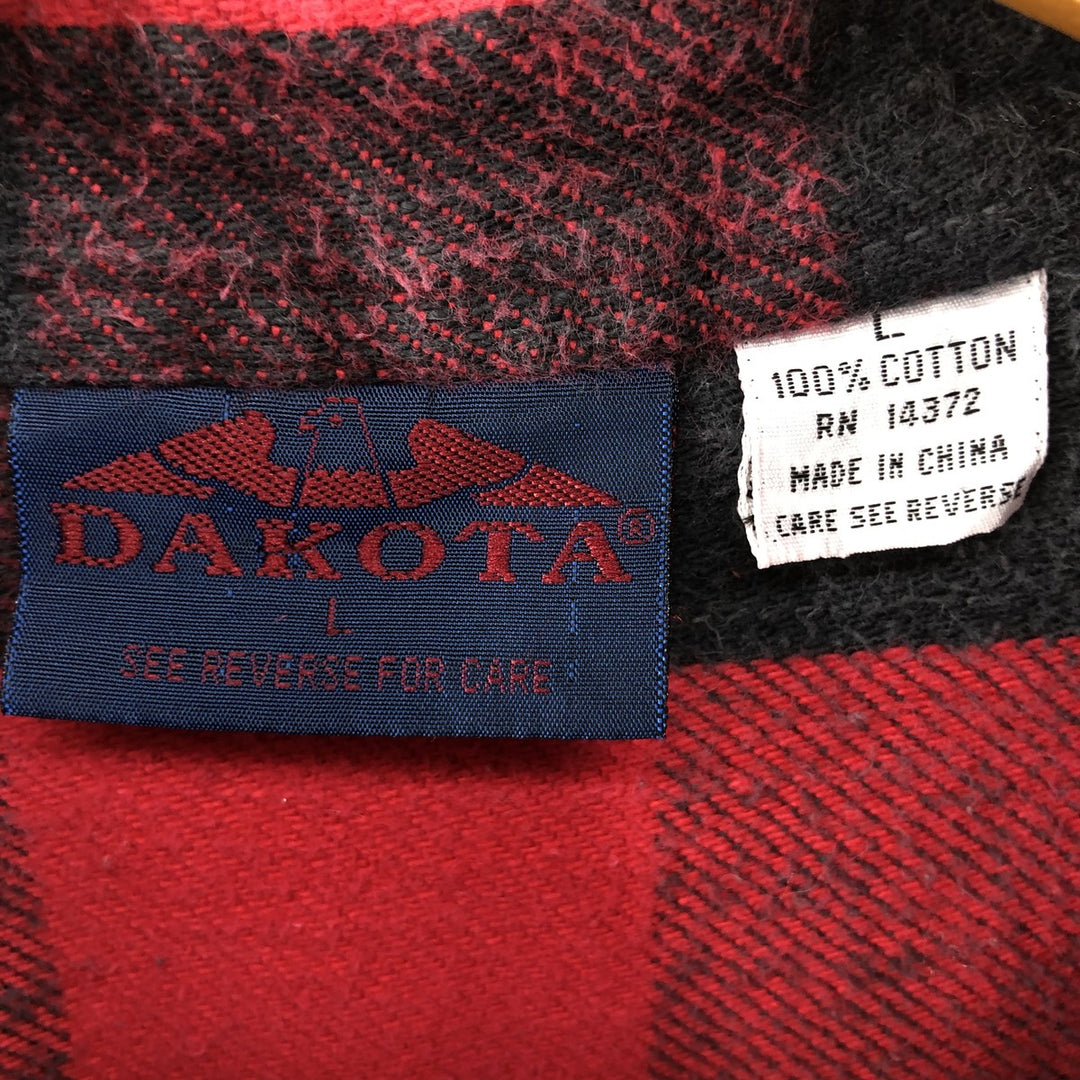 DAKOTA®
L
SEE REVERSE FOR CARE
L
100% COTTON
RN 14372
MADE IN CHINA
CARE SEE REVERSE